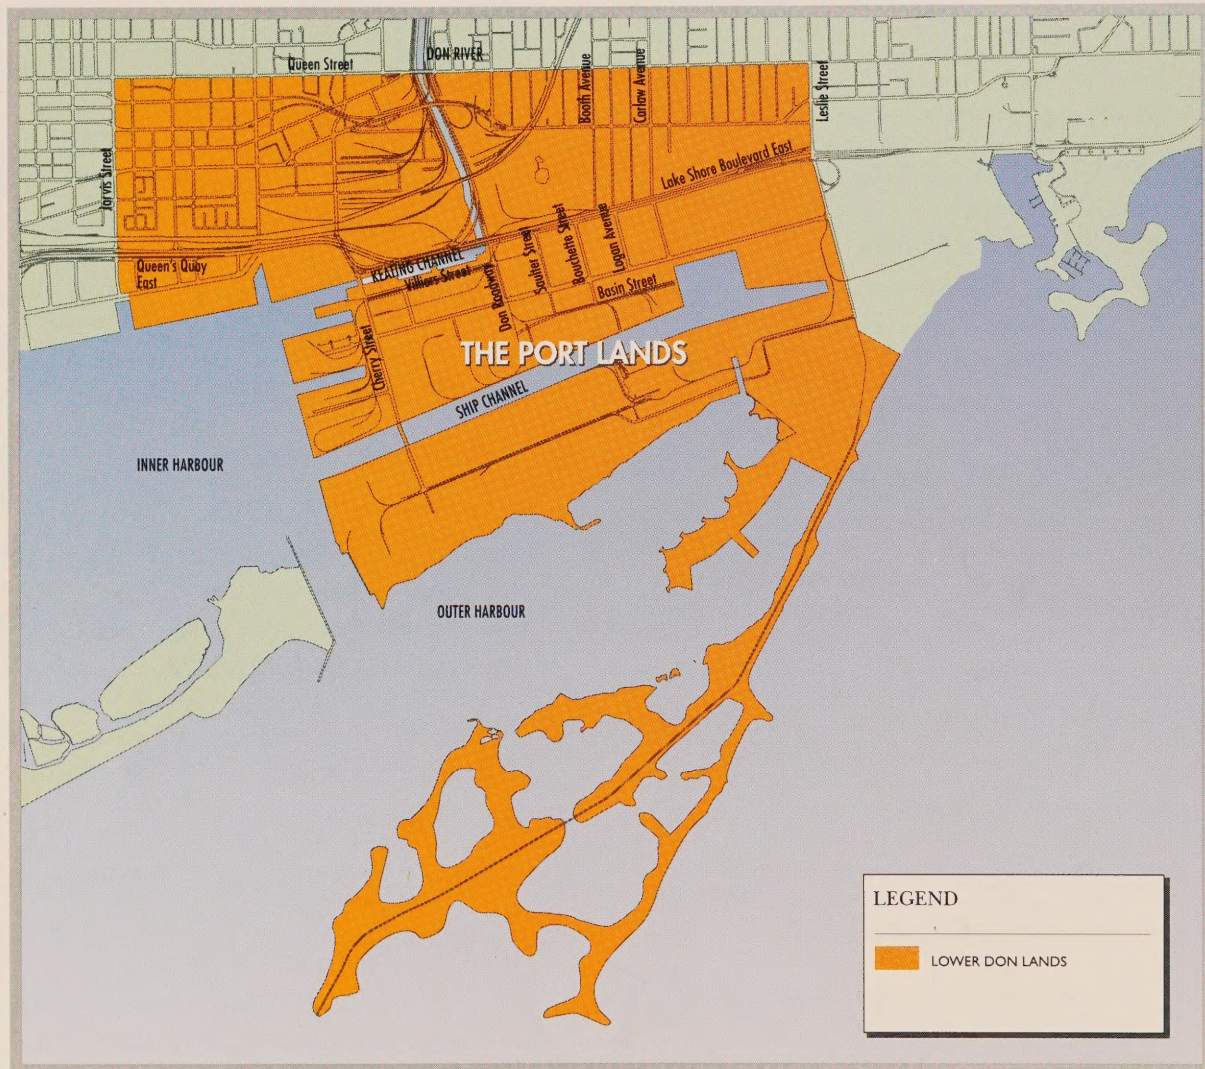 DON RIVER
Queen Street
Booth Avenue
Carlaw Avenue
Leslie Street
Jarvis Street
Lake Shore Boulevard East
Queen's Quay
East
KEATING CHANNEL
Villiers Street
Don Roadway
Saulter Street
Bouchette Street
Logan Avenue
Basin Street
Cherry Street
THE PORT LANDS
SHIP CHANNEL
INNER HARBOUR
OUTER HARBOUR
LEGEND
LOWER DON LANDS